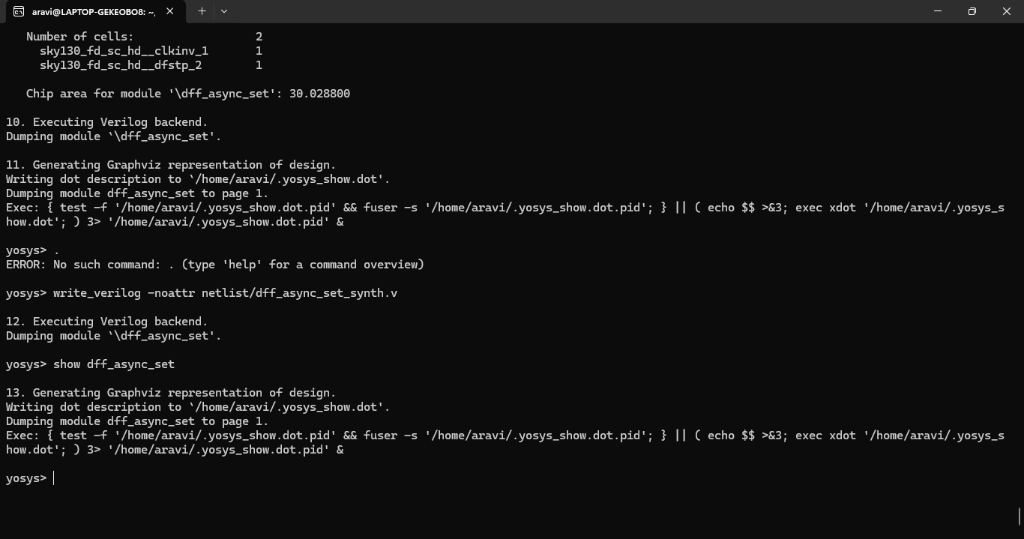 aravi@LAPTOP-GEKEOBO8: ~,
Number of cells: 2
sky130_fd_sc_hd__clkinv_1 1
sky130_fd_sc_hd__dfstp_2 1
Chip area for module '\dff_async_set': 30.028800
10. Executing Verilog backend.
Dumping module `\dff_async_set'.
11. Generating Graphviz representation of design.
Writing dot description to `/home/aravi/.yosys_show.dot'.
Dumping module dff_async_set to page 1.
Exec: { test -f '/home/aravi/.yosys_show.dot.pid' && fuser -s '/home/aravi/.yosys_show.dot.pid'; } || ( echo $$ >&3; exec xdot '/home/aravi/.yosys_s
how.dot'; ) 3> '/home/aravi/.yosys_show.dot.pid' &
yosys> .
ERROR: No such command: . (type 'help' for a command overview)
yosys> write_verilog -noattr netlist/dff_async_set_synth.v
12. Executing Verilog backend.
Dumping module `\dff_async_set'.
yosys> show dff_async_set
13. Generating Graphviz representation of design.
Writing dot description to `/home/aravi/.yosys_show.dot'.
Dumping module dff_async_set to page 1.
Exec: { test -f '/home/aravi/.yosys_show.dot.pid' && fuser -s '/home/aravi/.yosys_show.dot.pid'; } || ( echo $$ >&3; exec xdot '/home/aravi/.yosys_s
how.dot'; ) 3> '/home/aravi/.yosys_show.dot.pid' &
yosys>